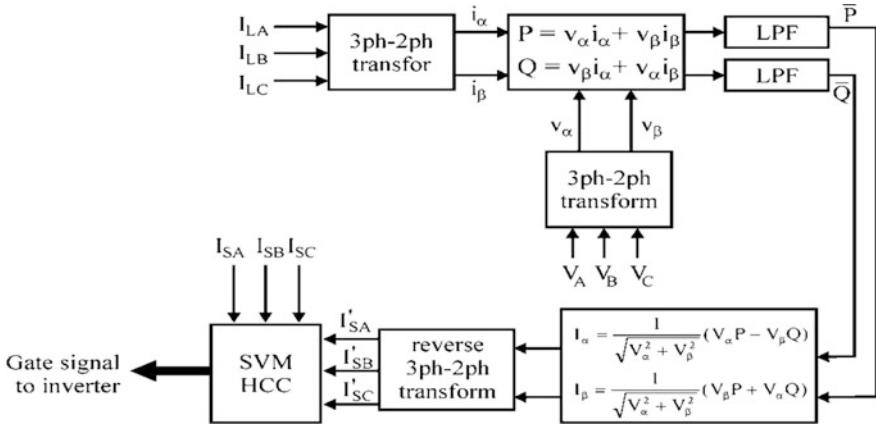 I_LA
I_LB
I_LC
3ph-2ph
transfor
i_α
i_β
P = v_α i_α + v_β i_β
Q = v_β i_α + v_α i_β
LPF
LPF
P̅
Q̅
v_α
v_β
3ph-2ph
transform
V_A V_B V_C
I_SA I_SB I_SC
Gate signal
to inverter
SVM
HCC
I'_SA
I'_SB
I'_SC
reverse
3ph-2ph
transform
I_α = 1/√(V_α² + V_β²) (V_α P − V_β Q)
I_β = 1/√(V_α² + V_β²) (V_β P + V_α Q)